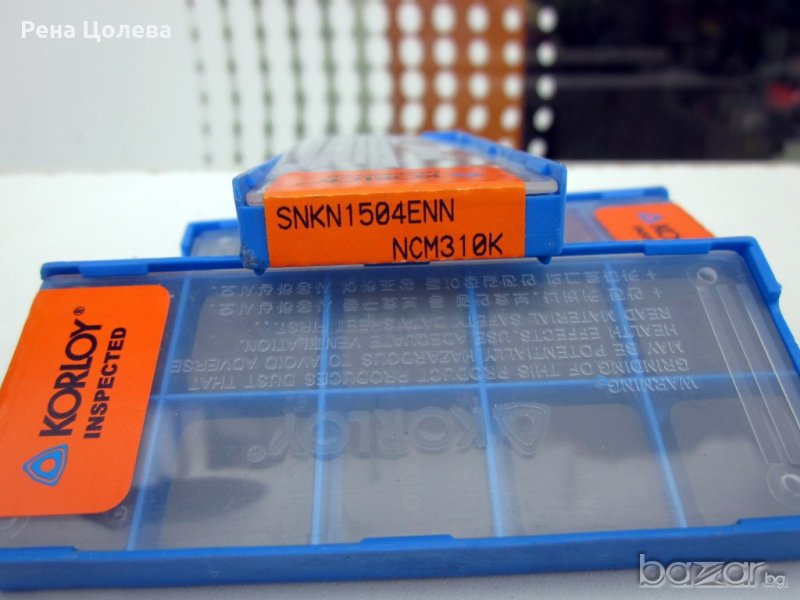 Рена Цолева
SNKN1504ENN
NCM310K
KORLOY®
INSPECTED
WARNING
GRINDING OF THIS PRODUCT PRODUCES DUST THAT
MAY BE POTENTIALLY HAZARDOUS TO AVOID ADVERSE
HEALTH EFFECTS, USE ADEQUATE VENTILATION.
READ MATERIAL SAFETY DATA SHEET FIRST...
KORLOY®
bazar.bg